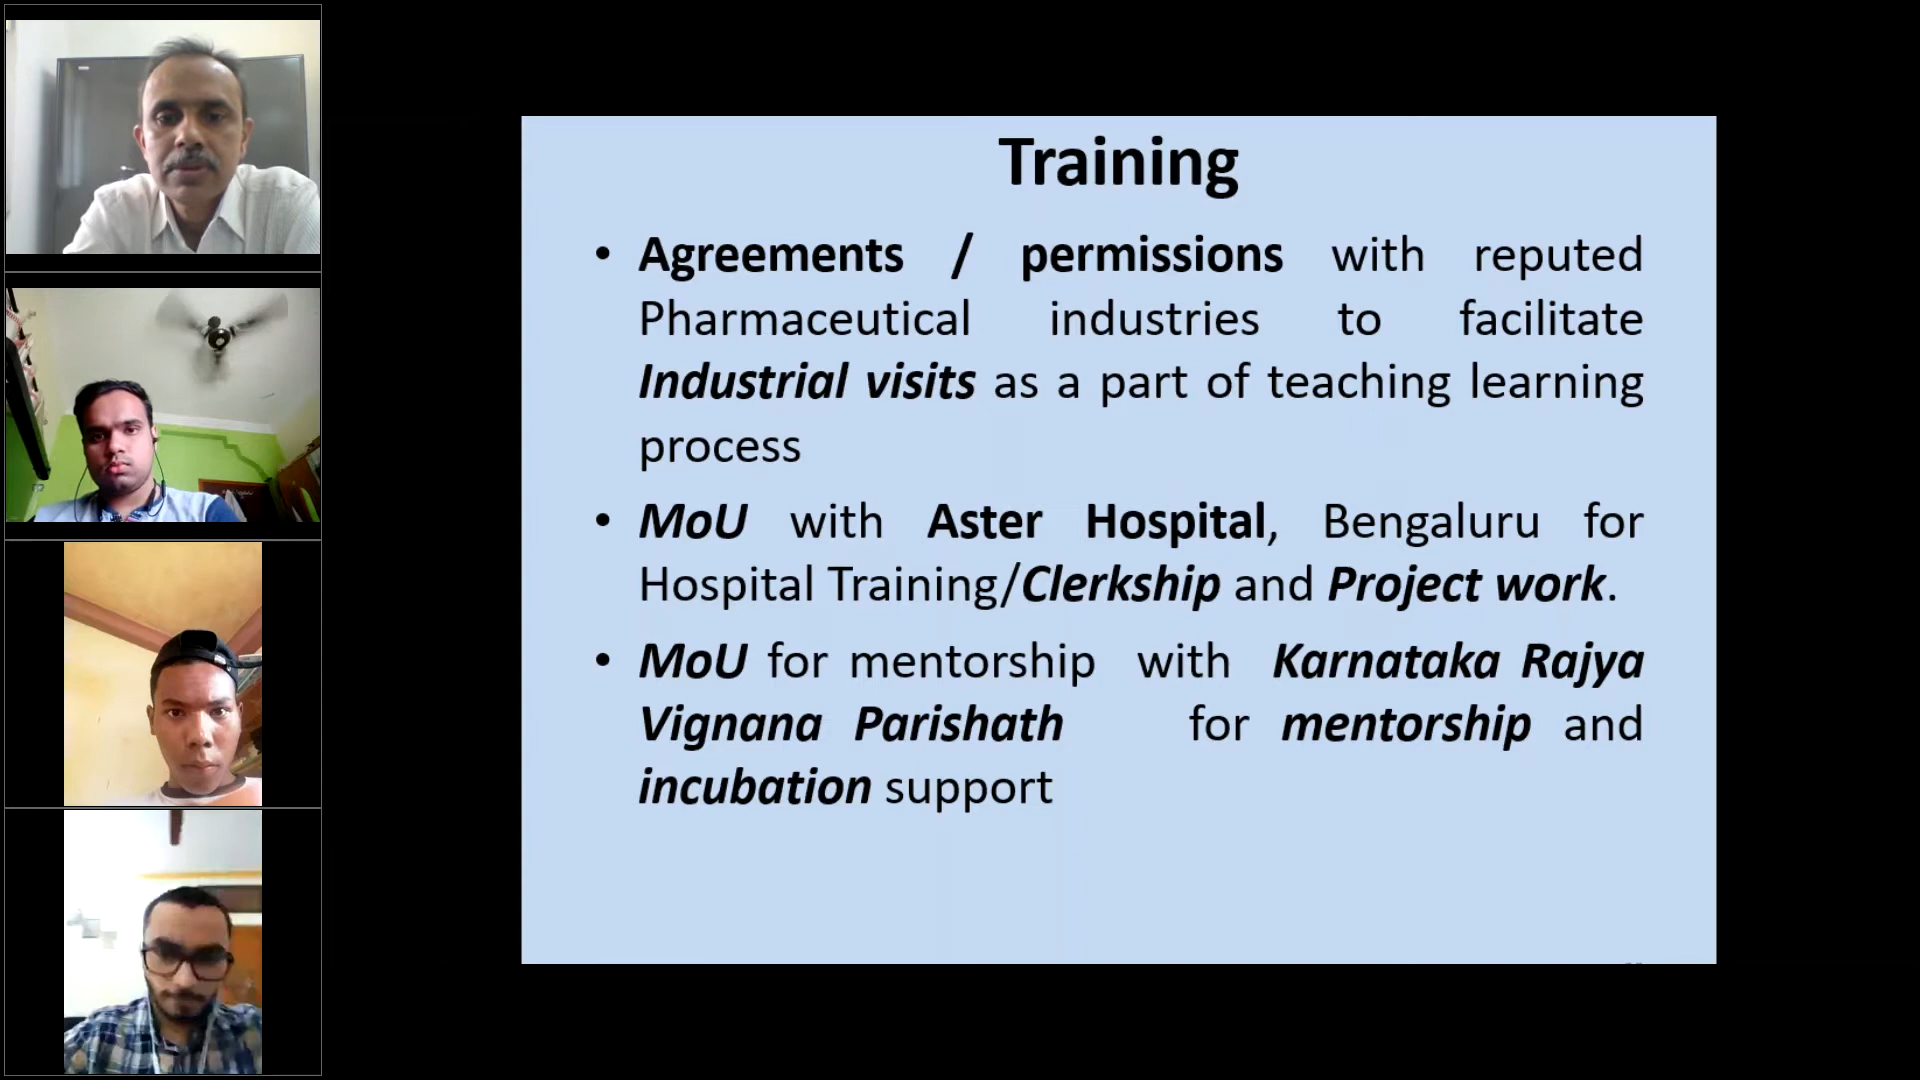 Training
• Agreements / permissions with reputed
Pharmaceutical industries to facilitate
Industrial visits as a part of teaching learning
process
• MoU with Aster Hospital, Bengaluru for
Hospital Training/Clerkship and Project work.
• MoU for mentorship with Karnataka Rajya
Vignana Parishath for mentorship and
incubation support